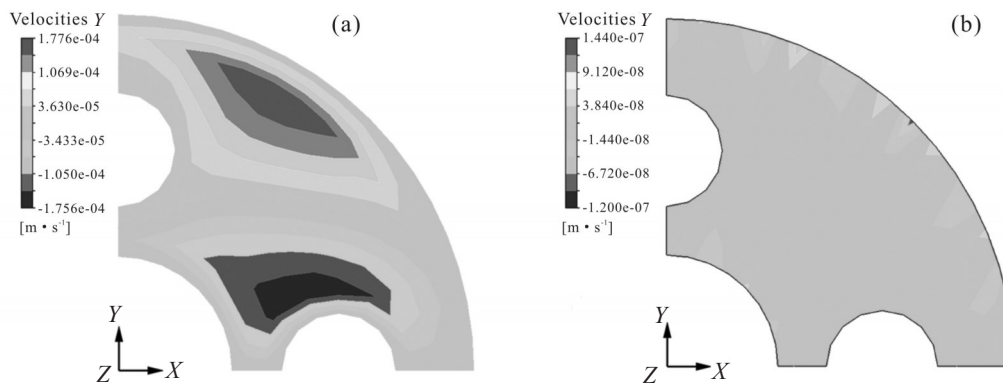 Velocities Y
(a)
1.776e-04
1.069e-04
3.630e-05
-3.433e-05
-1.050e-04
-1.756e-04
[m • s⁻¹]
Y
Z
X
Velocities Y
(b)
1.440e-07
9.120e-08
3.840e-08
-1.440e-08
-6.720e-08
-1.200e-07
[m • s⁻¹]
Y
Z
X